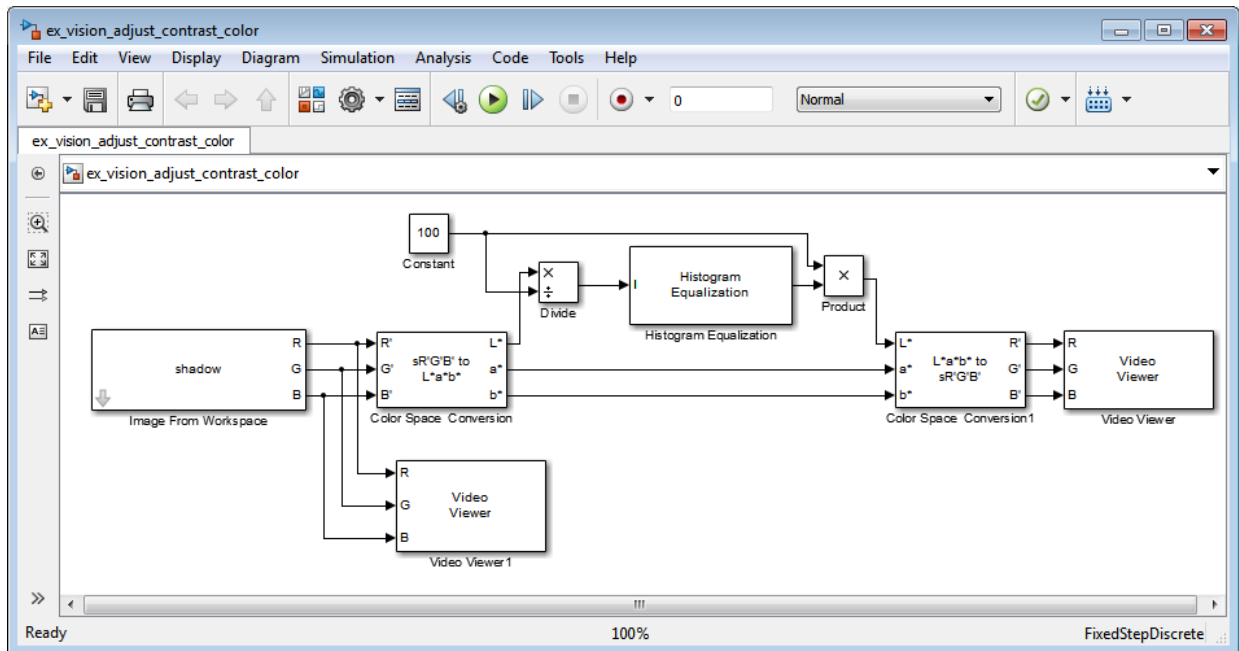 ex_vision_adjust_contrast_color
File Edit View Display Diagram Simulation Analysis Code Tools Help
0 Normal
ex_vision_adjust_contrast_color
ex_vision_adjust_contrast_color
100
Constant
×
÷
Divide
I
Histogram
Equalization
Histogram Equalization
×
Product
shadow
R
G
B
Image From Workspace
R'
G'
B'
sR'G'B' to
L*a*b*
L*
a*
b*
Color Space Conversion
L*
a*
b*
L*a*b* to
sR'G'B'
R'
G'
B'
Color Space Conversion1
R
G
B
Video
Viewer
Video Viewer
R
G
B
Video
Viewer
Video Viewer1
Ready 100% FixedStepDiscrete